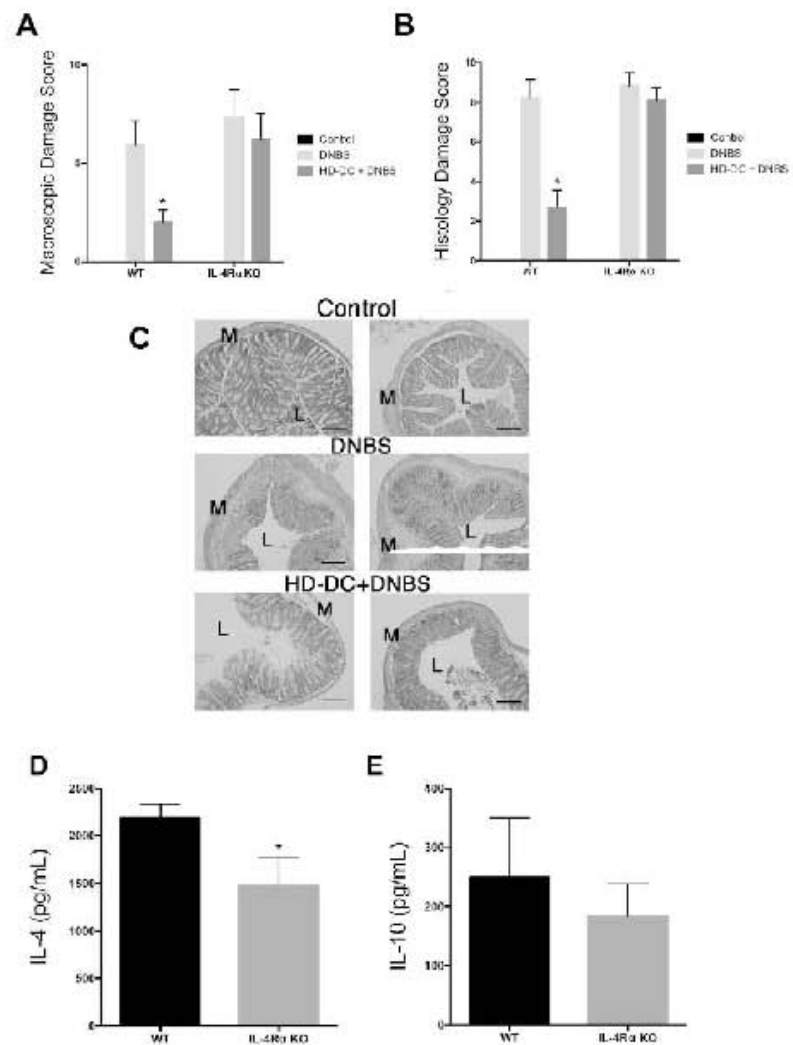 A
Macroscopic Damage Score
10
5
0
WT
IL-4Rα KO
Control
DNBS
HD-DC + DNBS
*
B
Histology Damage Score
10
8
6
4
2
0
WT
IL-4Rα KO
Control
DNBS
HD-DC + DNBS
*
C
Control
M
L
M
L
DNBS
M
L
M
L
HD-DC+DNBS
L
M
M
L
D
IL-4 (pg/mL)
2500
2000
1500
1000
500
0
*
WT
IL-4Rα KO
E
IL-10 (pg/mL)
400
300
200
100
0
WT
IL-4Rα KO